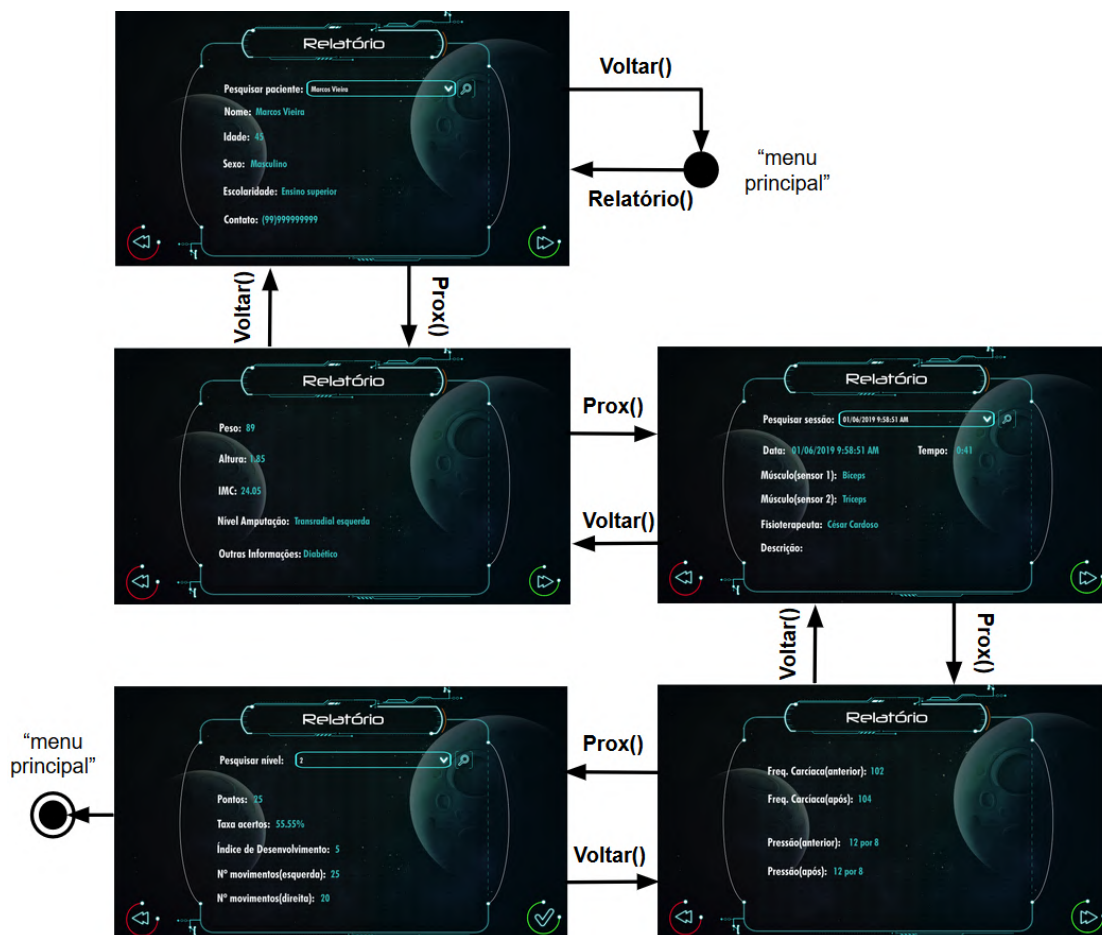 Relatório
Pesquisar paciente: Marcos Vieira
Nome: Marcos Vieira
Idade: 45
Sexo: Masculino
Escolaridade: Ensino superior
Contato: (99)999999999
Voltar()
"menu
principal"
Relatório()
Voltar()
Prox()
Relatório
Peso: 89
Altura: 1.85
IMC: 24.05
Nível Amputação: Transradial esquerda
Outras Informações: Diabético
Prox()
Voltar()
Relatório
Pesquisar sessão: 01/06/2019 9:58:51 AM
Data: 01/06/2019 9:58:51 AM Tempo: 0:41
Músculo(sensor 1): Bíceps
Músculo(sensor 2): Tríceps
Fisioterapeuta: César Cardoso
Descrição:
Voltar()
Prox()
"menu
principal"
Relatório
Pesquisar nível: 2
Pontos: 25
Taxa acertos: 55.55%
Índice de Desenvolvimento: 5
Nº movimentos(esquerda): 25
Nº movimentos(direita): 20
Prox()
Voltar()
Relatório
Freq. Carcíaca(anterior): 102
Freq. Carcíaca(após): 104
Pressão(anterior): 12 por 8
Pressão(após): 12 por 8